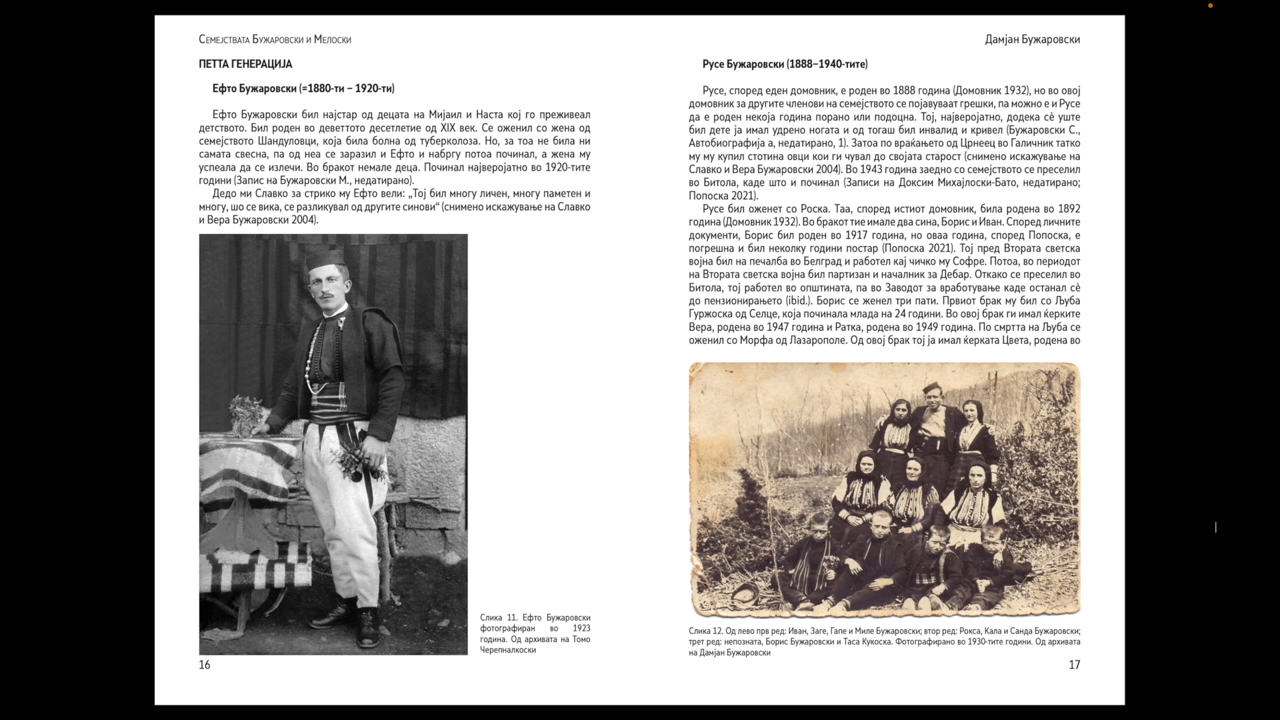 Семејствата Бужаровски и Мелоски
ПЕТТА ГЕНЕРАЦИЈА
Ефто Бужаровски (=1880-ти – 1920-ти)
Ефто Бужаровски бил најстар од децата на Мијаил и Наста кој го преживеал
детството. Бил роден во деветтото десетлетие од XIX век. Се оженил со жена од
семејството Шандуловци, која била болна од туберколоза. Но, за тоа не била ни
самата свесна, па од неа се заразил и Ефто и набргу потоа починал, а жена му
успеала да се излечи. Во бракот немале деца. Починал најверојатно во 1920-тите
години (Запис на Бужаровски М., недатирано).
Дедо ми Славко за стрико му Ефто вели: „Тој бил многу личен, многу паметен и
многу, шо се вика, се разликувал од другите синови“ (снимено искажување на Славко
и Вера Бужаровски 2004).
Слика 11. Ефто Бужаровски
фотографиран во 1923
година. Од архивата на Томо
Черепналкоски
16
Дамјан Бужаровски
Русе Бужаровски (1888–1940-тите)
Русе, според еден домовник, е роден во 1888 година (Домовник 1932), но во овој
домовник за другите членови на семејството се појавуваат грешки, па можно е и Русе
да е роден некоја година порано или подоцна. Тој, најверојатно, додека сè уште
бил дете ја имал удрено ногата и од тогаш бил инвалид и кривел (Бужаровски С.,
Автобиографија а, недатирано, 1). Затоа по враќањето од Црнеец во Галичник татко
му му купил стотина овци кои ги чувал до својата старост (снимено искажување на
Славко и Вера Бужаровски 2004). Во 1943 година заедно со семејството се преселил
во Битола, каде што и починал (Записи на Доксим Михајлоски-Бато, недатирано;
Попоска 2021).
Русе бил оженет со Роска. Таа, според истиот домовник, била родена во 1892
година (Домовник 1932). Во бракот тие имале два сина, Борис и Иван. Според личните
документи, Борис бил роден во 1917 година, но оваа година, според Попоска, е
погрешна и бил неколку години постар (Попоска 2021). Тој пред Втората светска
војна бил на печалба во Белград и работел кај чичко му Софре. Потоа, во периодот
на Втората светска војна бил партизан и началник за Дебар. Откако се преселил во
Битола, тој работел во општината, па во Заводот за вработување каде останал сè
до пензионирањето (ibid.). Борис се женел три пати. Првиот брак му бил со Љуба
Гуржоска од Селце, која починала млада на 24 години. Во овој брак ги имал ќерките
Вера, родена во 1947 година и Ратка, родена во 1949 година. По смртта на Љуба се
оженил со Морфа од Лазарополе. Од овој брак тој ја имал ќерката Цвета, родена во
Слика 12. Од лево прв ред: Иван, Заге, Гапе и Миле Бужаровски; втор ред: Рокса, Кала и Санда Бужаровски;
трет ред: непозната, Борис Бужаровски и Таса Кукоска. Фотографирано во 1930-тите години. Од архивата
на Дамјан Бужаровски
17